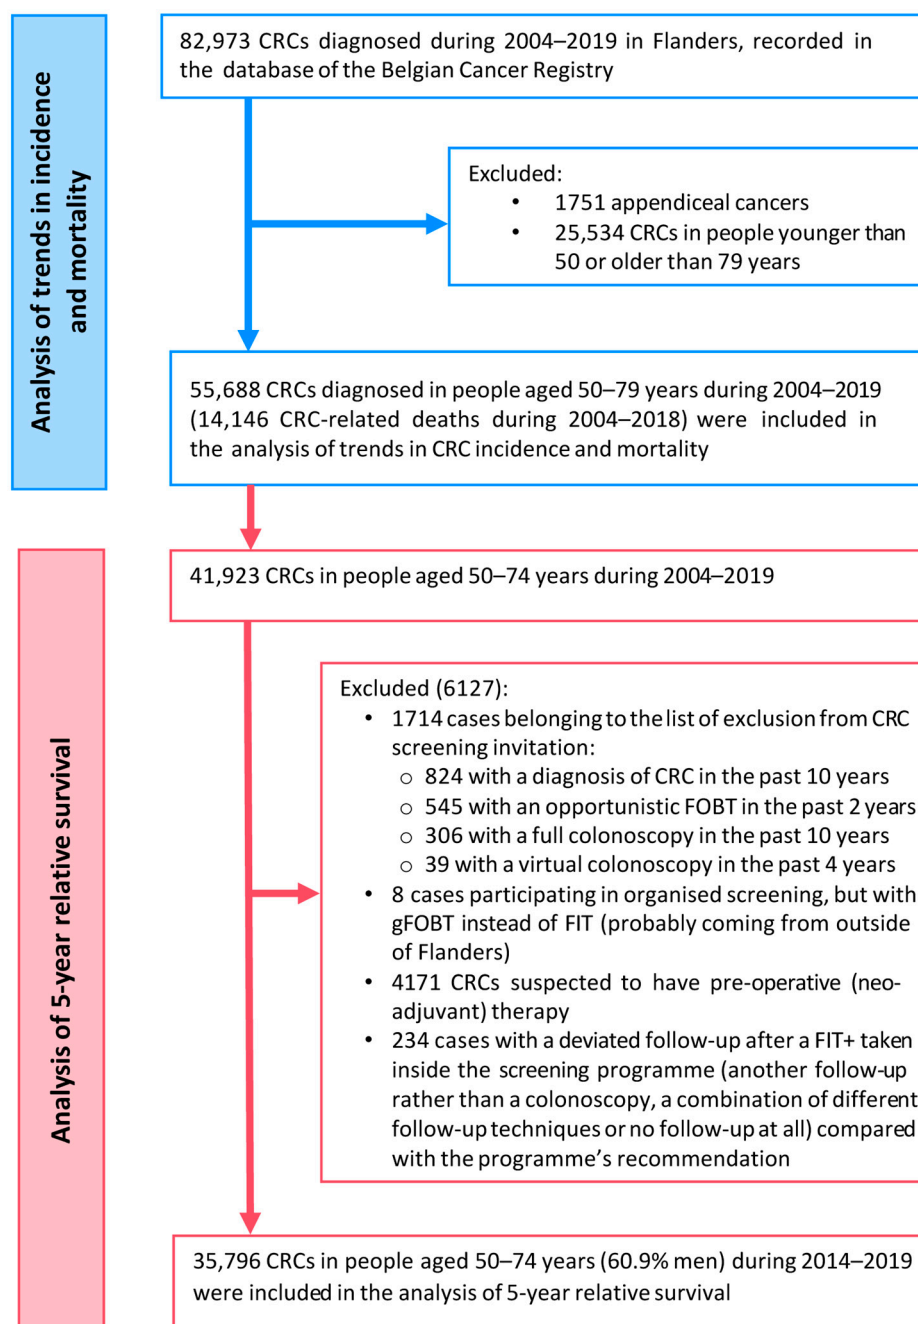 Analysis of trends in incidence
and mortality
82,973 CRCs diagnosed during 2004–2019 in Flanders, recorded in
the database of the Belgian Cancer Registry
Excluded:
• 1751 appendiceal cancers
• 25,534 CRCs in people younger than
50 or older than 79 years
55,688 CRCs diagnosed in people aged 50–79 years during 2004–2019
(14,146 CRC-related deaths during 2004–2018) were included in
the analysis of trends in CRC incidence and mortality
Analysis of 5-year relative survival
41,923 CRCs in people aged 50–74 years during 2004–2019
Excluded (6127):
• 1714 cases belonging to the list of exclusion from CRC
screening invitation:
o 824 with a diagnosis of CRC in the past 10 years
o 545 with an opportunistic FOBT in the past 2 years
o 306 with a full colonoscopy in the past 10 years
o 39 with a virtual colonoscopy in the past 4 years
• 8 cases participating in organised screening, but with
gFOBT instead of FIT (probably coming from outside
of Flanders)
• 4171 CRCs suspected to have pre-operative (neo-
adjuvant) therapy
• 234 cases with a deviated follow-up after a FIT+ taken
inside the screening programme (another follow-up
rather than a colonoscopy, a combination of different
follow-up techniques or no follow-up at all) compared
with the programme's recommendation
35,796 CRCs in people aged 50–74 years (60.9% men) during 2014–2019
were included in the analysis of 5-year relative survival